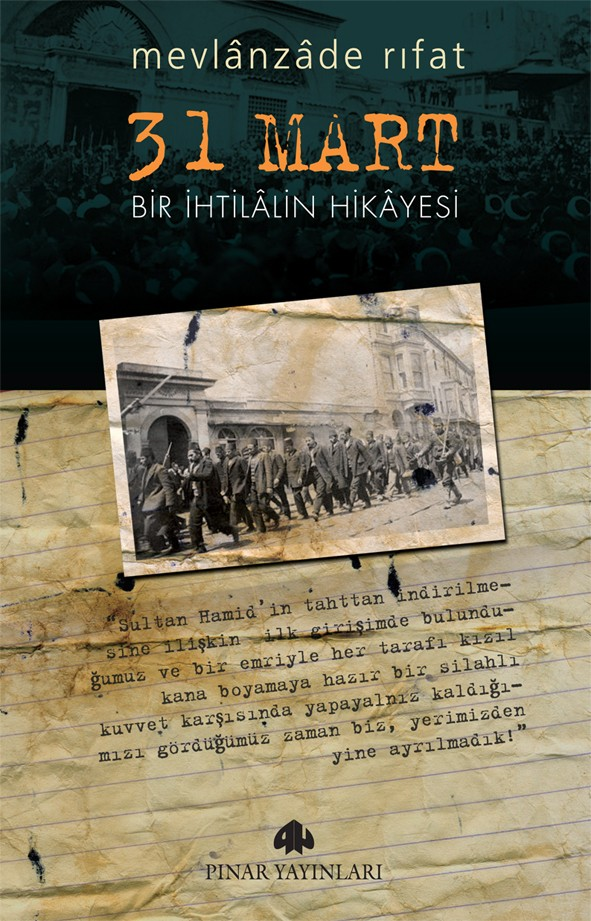 mevlânzâde rıfat
31 MART
BİR İHTİLÂLİN HİKÂYESİ
“Sultan Hamid'in tahttan indirilme-
sine ilişkin ilk girişimde bulundu-
ğumuz ve bir emriyle her tarafı kızıl
kana boyamaya hazır bir silahlı
kuvvet karşısında yapayalnız kaldığı-
mızı gördüğümüz zaman biz, yerimizden
yine ayrılmadık!”
PINAR YAYINLARI